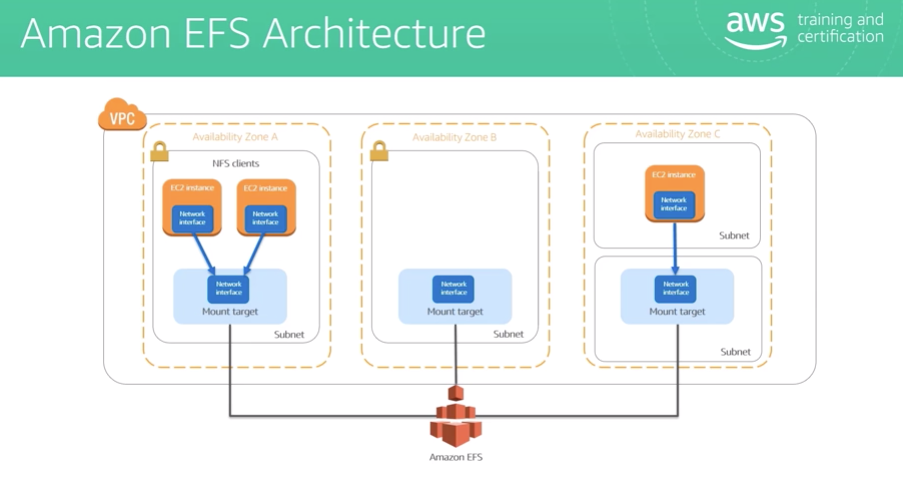 Amazon EFS Architecture
aws training and
certification
VPC
Availability Zone A
Availability Zone B
Availability Zone C
NFS clients
EC2 instance
EC2 instance
EC2 instance
Network
interface
Network
interface
Network
interface
Subnet
Network
interface
Network
interface
Network
interface
Mount target
Mount target
Mount target
Subnet
Subnet
Subnet
Amazon EFS